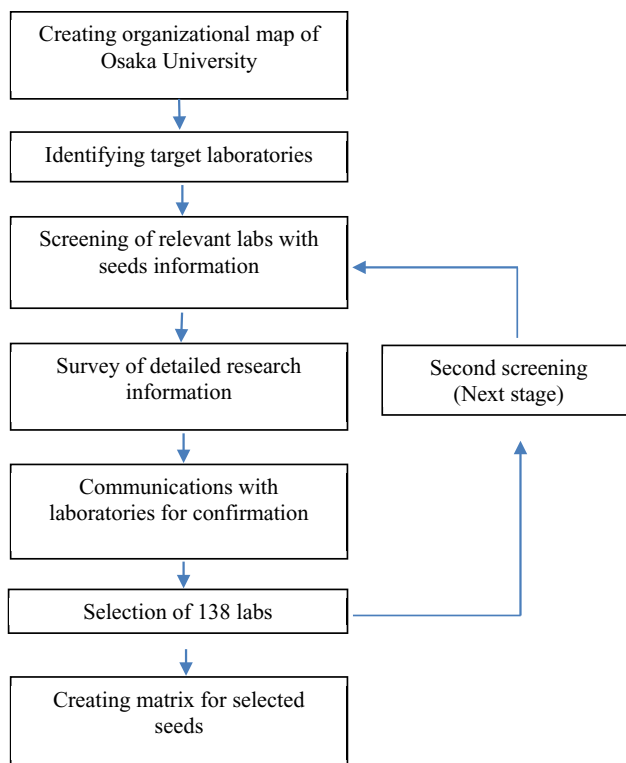 Creating organizational map of
Osaka University
Identifying target laboratories
Screening of relevant labs with
seeds information
Survey of detailed research
information
Second screening
(Next stage)
Communications with
laboratories for confirmation
Selection of 138 labs
Creating matrix for selected
seeds